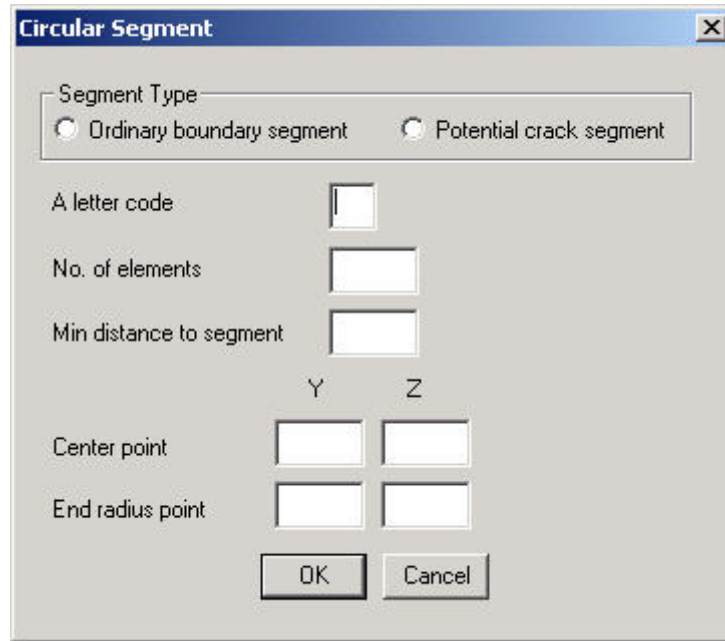 Circular Segment
Segment Type
Ordinary boundary segment Potential crack segment
A letter code
No. of elements
Min distance to segment
Y Z
Center point
End radius point
OK Cancel